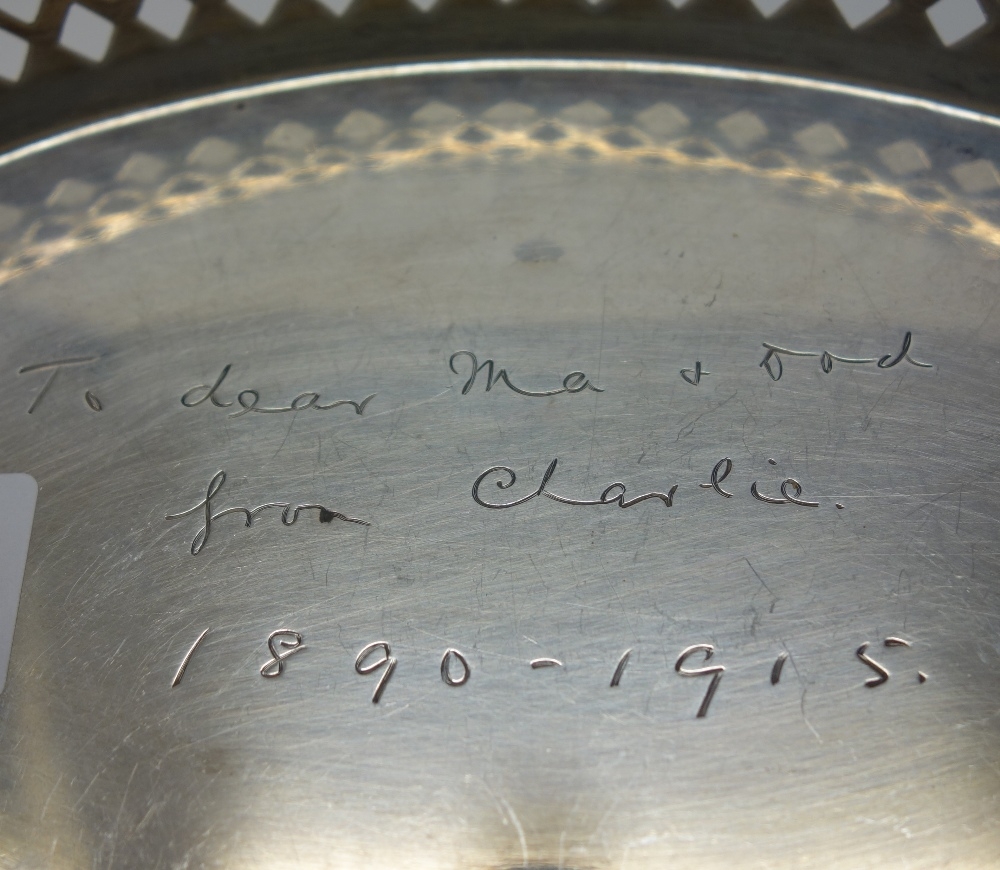 To dear Ma + Dad
from Charlie.
1890-1915.